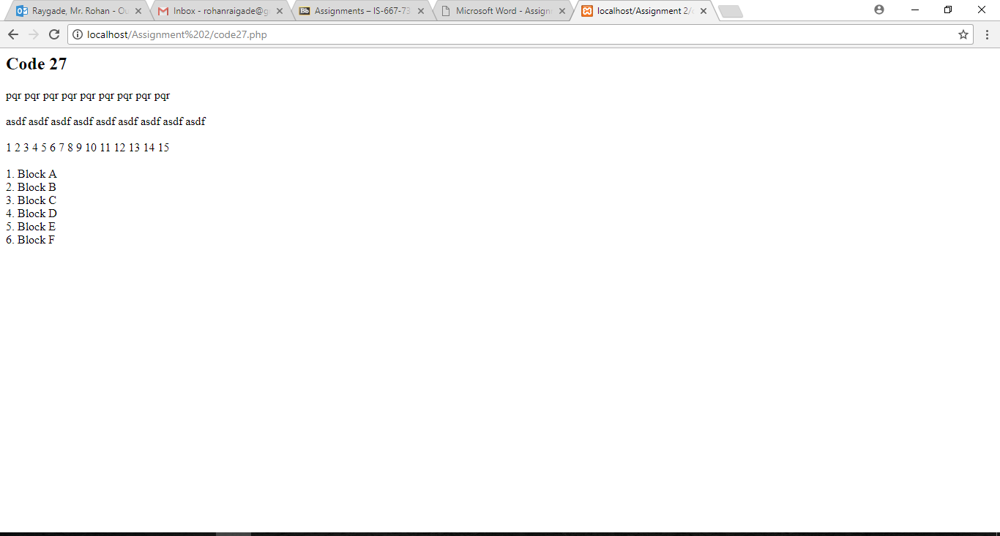 Raygade, Mr. Rohan - Ou
Inbox - rohanraigade@g
Bb Assignments – IS-667-73
Microsoft Word - Assign
localhost/Assignment 2/
localhost/Assignment%202/code27.php
Code 27
pqr pqr pqr pqr pqr pqr pqr pqr pqr
asdf asdf asdf asdf asdf asdf asdf asdf asdf
1 2 3 4 5 6 7 8 9 10 11 12 13 14 15
1. Block A
2. Block B
3. Block C
4. Block D
5. Block E
6. Block F